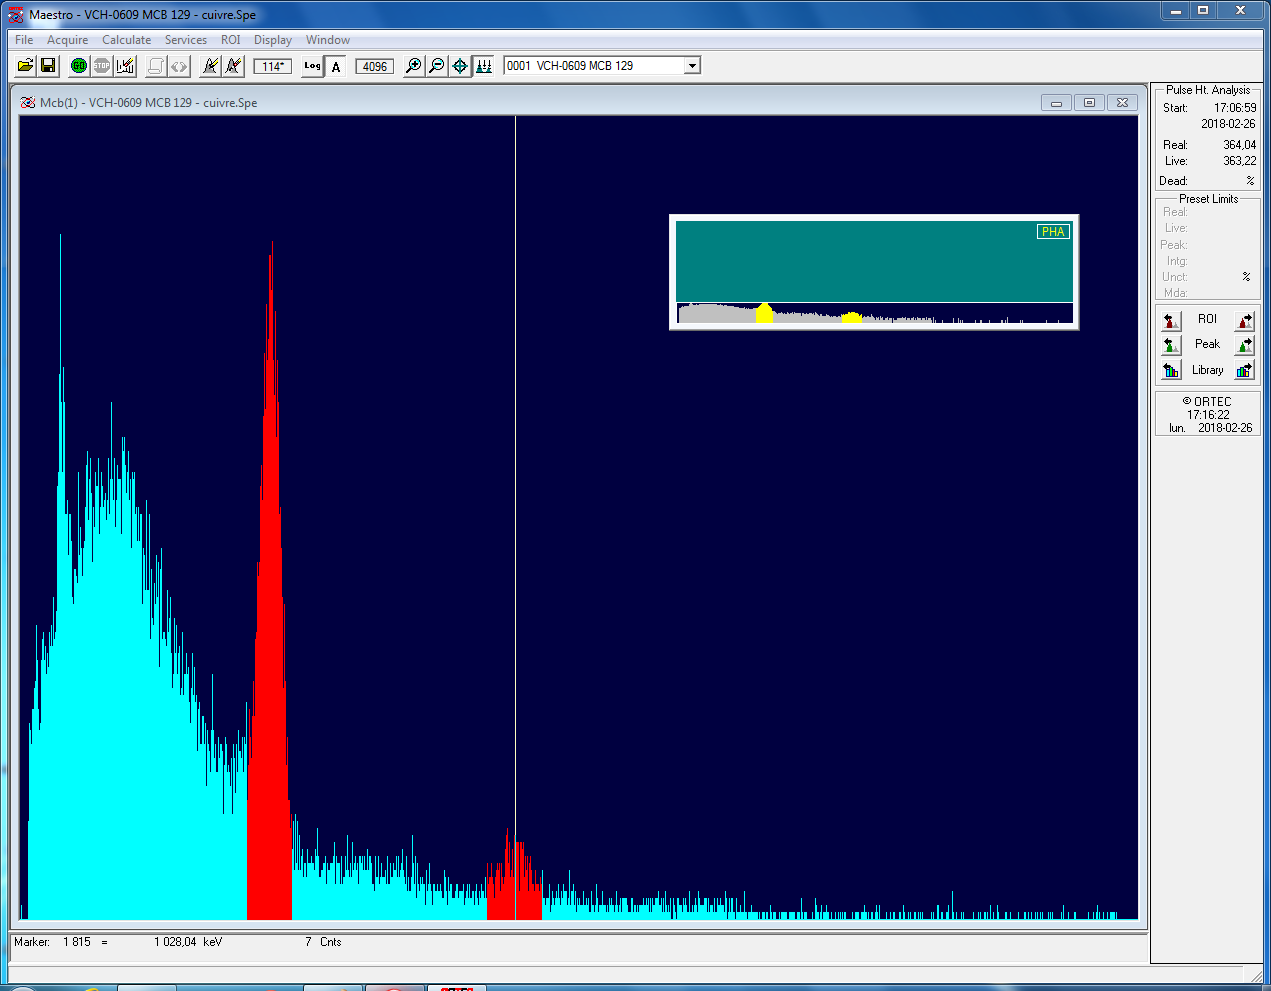 Maestro - VCH-0609 MCB 129 - cuivre.Spe
File Acquire Calculate Services ROI Display Window
GO STOP 114* Log A 4096 0001 VCH-0609 MCB 129
Mcb(1) - VCH-0609 MCB 129 - cuivre.Spe
PHA
Pulse Ht. Analysis
Start: 17:06:59
2018-02-26
Real: 364,04
Live: 363,22
Dead: %
Preset Limits
Real:
Live:
Peak:
Intg:
Unct: %
Mda:
ROI
Peak
Library
© ORTEC
17:16:22
lun. 2018-02-26
Marker: 1 815 = 1 028,04 keV 7 Cnts